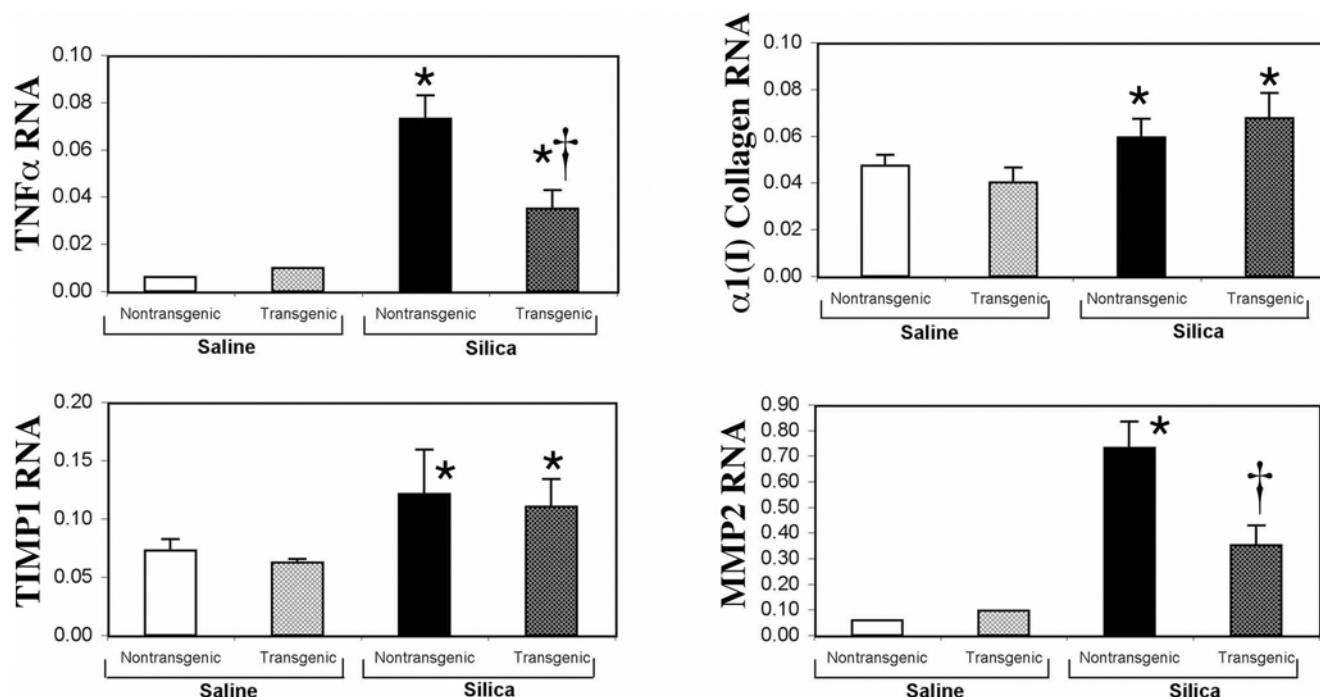 TNFα RNA
0.10
0.08
0.06
0.04
0.02
0.00
*
*‡
Nontransgenic Transgenic Nontransgenic Transgenic
Saline Silica
α1(I) Collagen RNA
0.10
0.08
0.06
0.04
0.02
0.00
*
*
Nontransgenic Transgenic Nontransgenic Transgenic
Saline Silica
TIMP1 RNA
0.20
0.15
0.10
0.05
0.00
*
*
Nontransgenic Transgenic Nontransgenic Transgenic
Saline Silica
MMP2 RNA
0.90
0.80
0.70
0.60
0.50
0.40
0.30
0.20
0.10
0.00
*
†
Nontransgenic Transgenic Nontransgenic Transgenic
Saline Silica